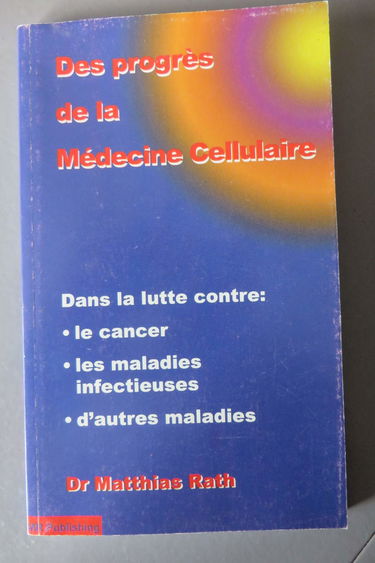 Des progrès
de la
Médecine Cellulaire
Dans la lutte contre:
• le cancer
• les maladies
infectieuses
• d'autres maladies
Dr Matthias Rath
MR Publishing